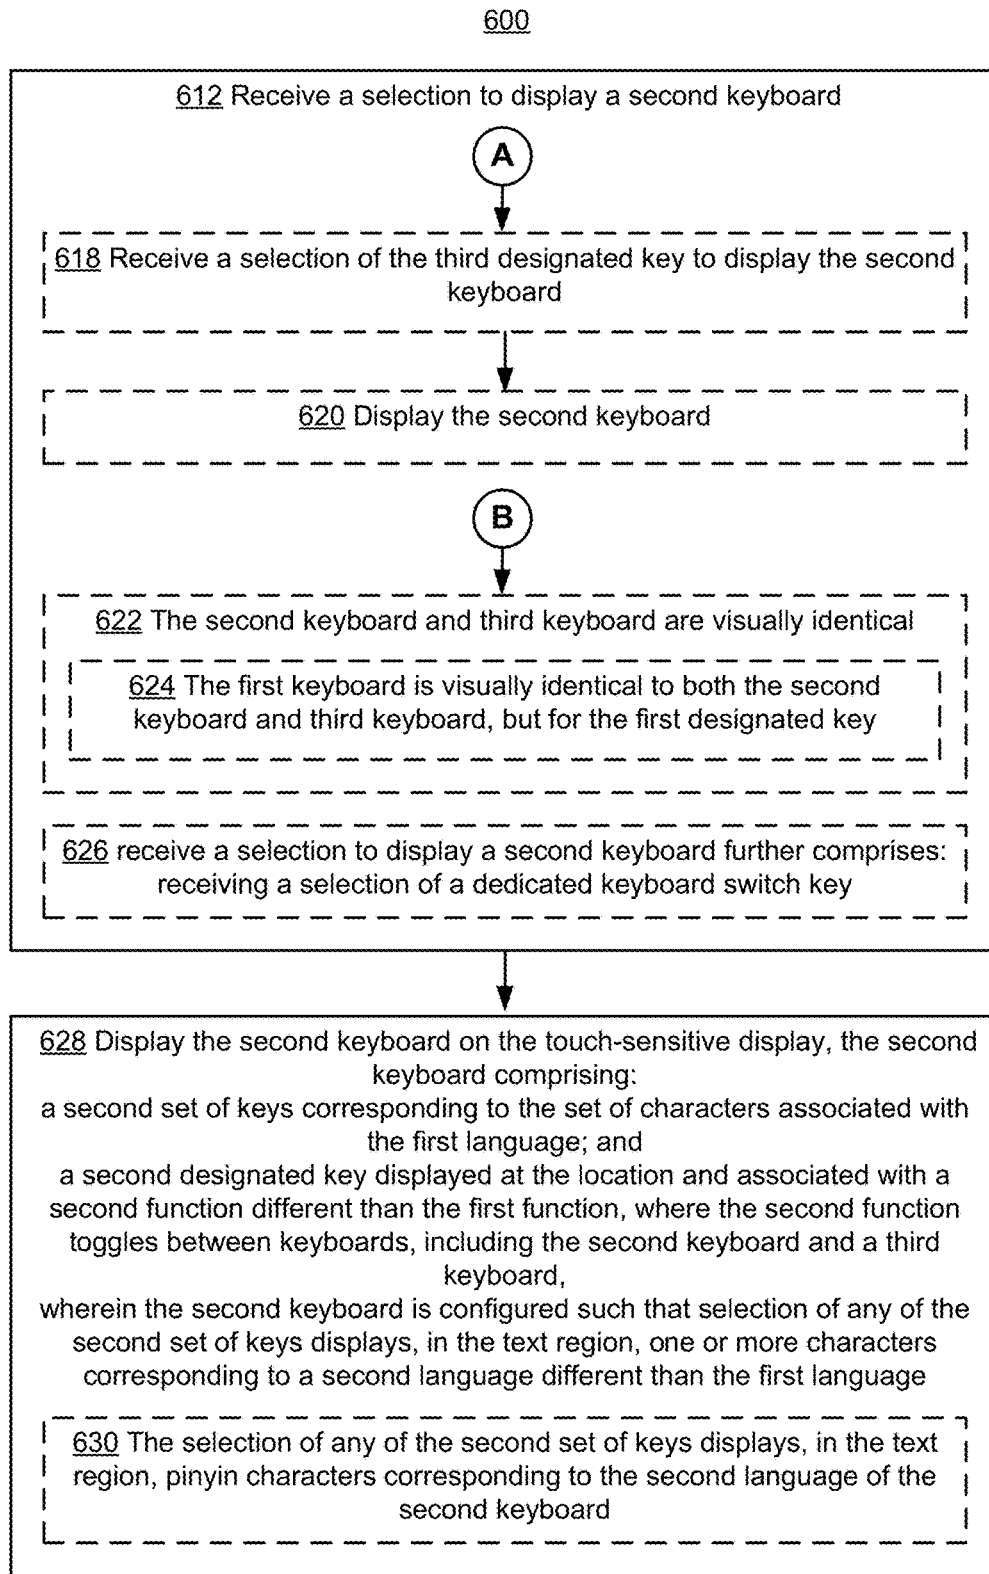 600
612 Receive a selection to display a second keyboard
A
618 Receive a selection of the third designated key to display the second
keyboard
620 Display the second keyboard
B
622 The second keyboard and third keyboard are visually identical
624 The first keyboard is visually identical to both the second
keyboard and third keyboard, but for the first designated key
626 receive a selection to display a second keyboard further comprises:
receiving a selection of a dedicated keyboard switch key
628 Display the second keyboard on the touch-sensitive display, the second
keyboard comprising:
a second set of keys corresponding to the set of characters associated with
the first language; and
a second designated key displayed at the location and associated with a
second function different than the first function, where the second function
toggles between keyboards, including the second keyboard and a third
keyboard,
wherein the second keyboard is configured such that selection of any of the
second set of keys displays, in the text region, one or more characters
corresponding to a second language different than the first language
630 The selection of any of the second set of keys displays, in the text
region, pinyin characters corresponding to the second language of the
second keyboard